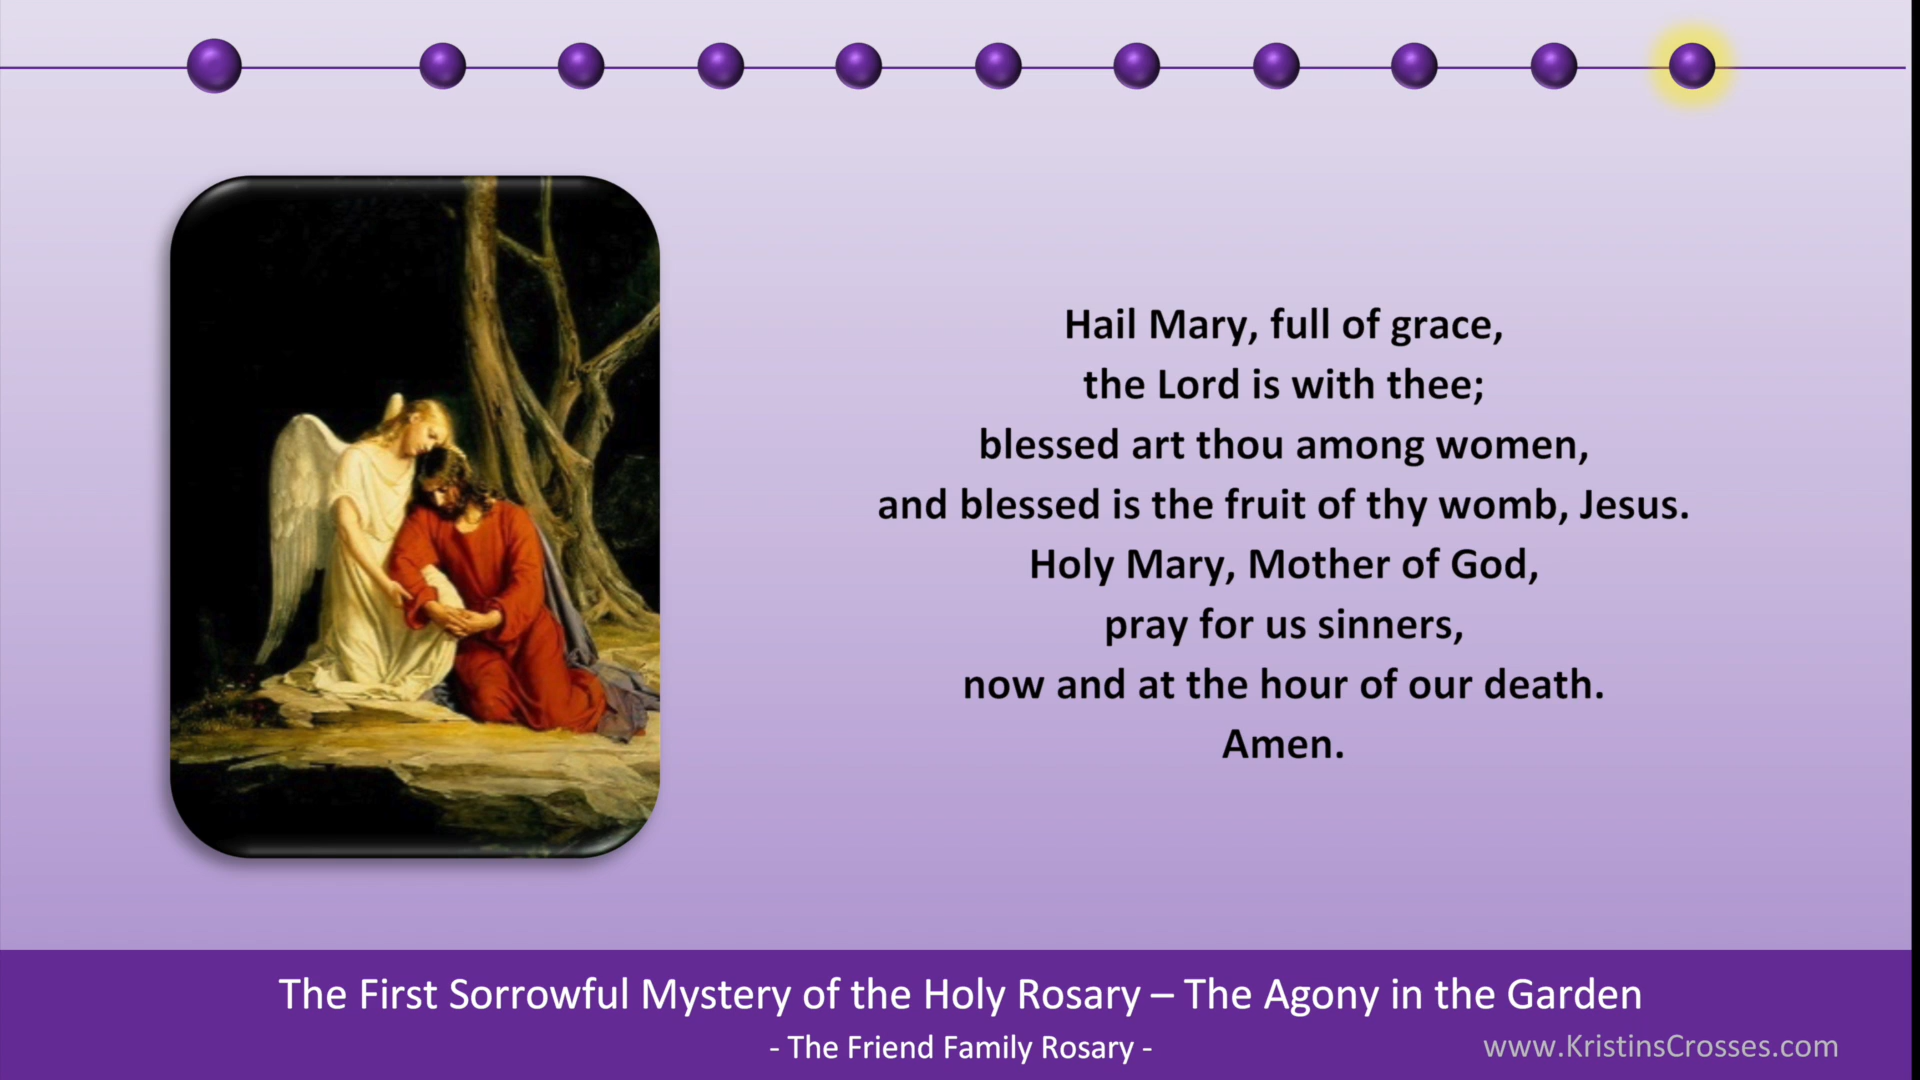 Hail Mary, full of grace,
the Lord is with thee;
blessed art thou among women,
and blessed is the fruit of thy womb, Jesus.
Holy Mary, Mother of God,
pray for us sinners,
now and at the hour of our death.
Amen.
The First Sorrowful Mystery of the Holy Rosary – The Agony in the Garden
- The Friend Family Rosary -
www.KristinsCrosses.com